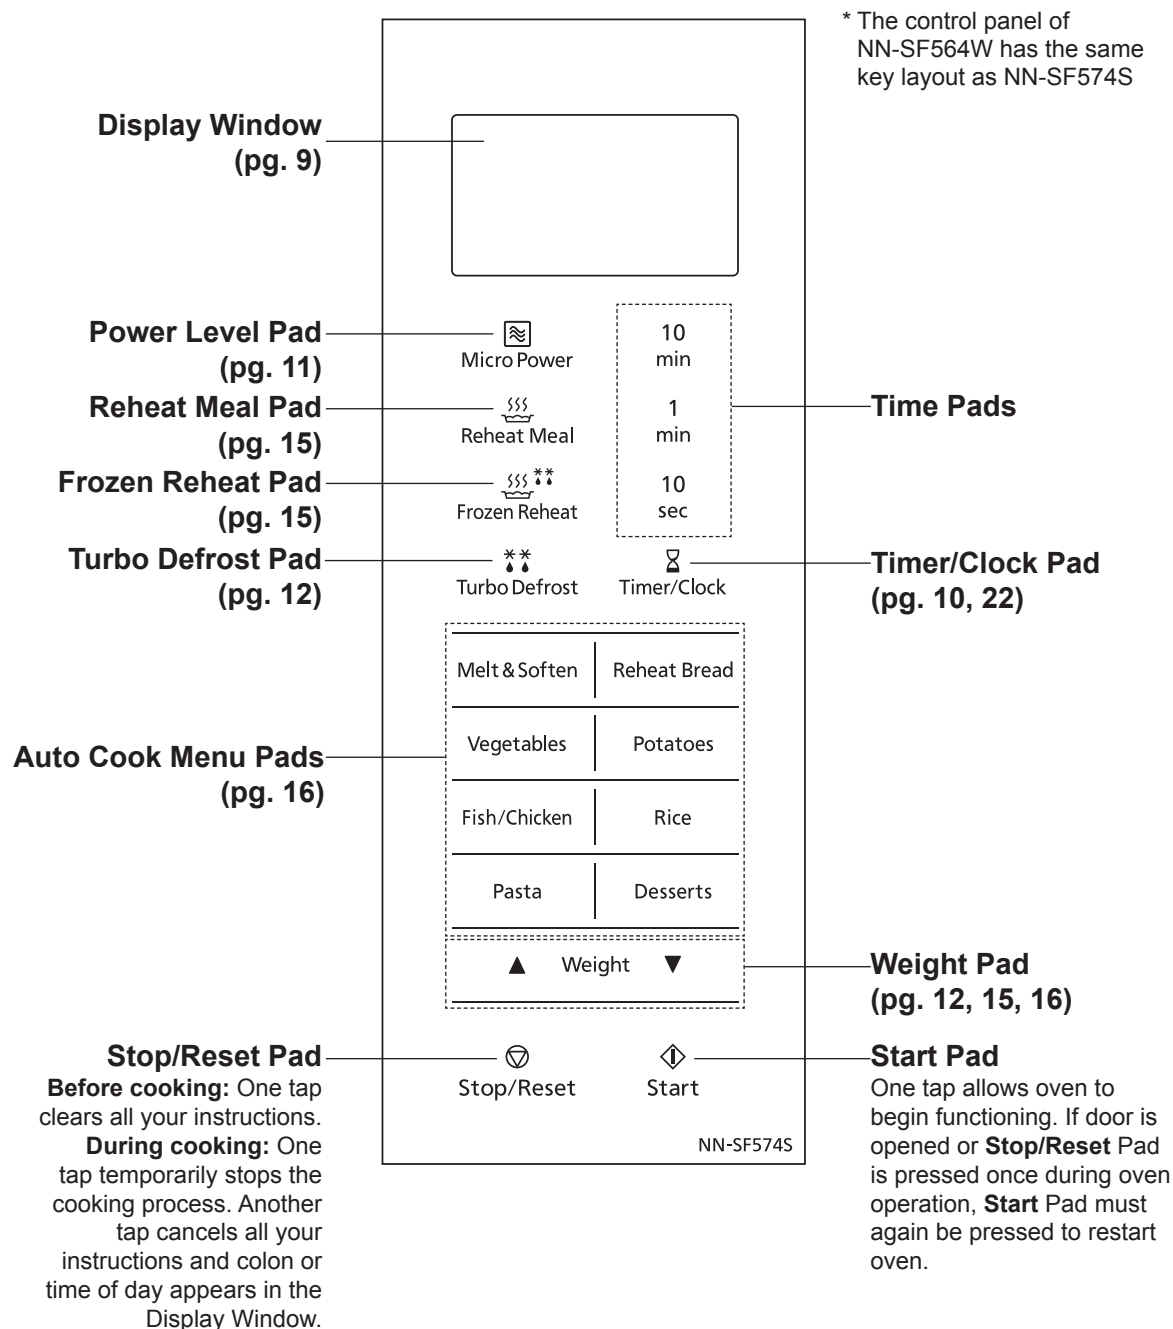 * The control panel of
NN-SF564W has the same
key layout as NN-SF574S
Display Window
(pg. 9)
Power Level Pad
(pg. 11)
Micro Power
10
min
Reheat Meal Pad
(pg. 15)
Reheat Meal
1
min
Time Pads
Frozen Reheat Pad
(pg. 15)
Frozen Reheat
10
sec
Turbo Defrost Pad
(pg. 12)
Turbo Defrost
Timer/Clock
Timer/Clock Pad
(pg. 10, 22)
Auto Cook Menu Pads
(pg. 16)
Melt & Soften
Reheat Bread
Vegetables
Potatoes
Fish/Chicken
Rice
Pasta
Desserts
▲ Weight ▼
Weight Pad
(pg. 12, 15, 16)
Stop/Reset Pad
Before cooking: One tap
clears all your instructions.
During cooking: One
tap temporarily stops the
cooking process. Another
tap cancels all your
instructions and colon or
time of day appears in the
Display Window.
Stop/Reset
Start
NN-SF574S
Start Pad
One tap allows oven to
begin functioning. If door is
opened or Stop/Reset Pad
is pressed once during oven
operation, Start Pad must
again be pressed to restart
oven.